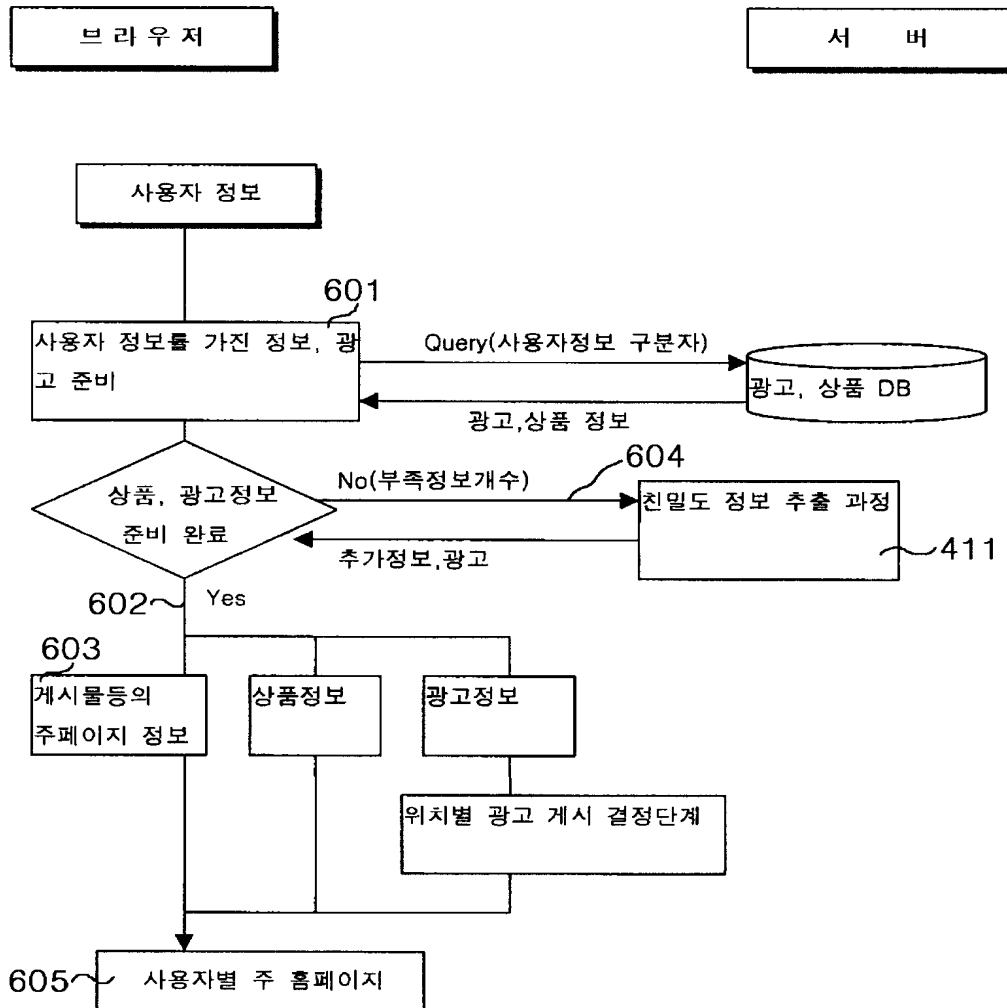 브 라 우 저
서 버
사용자 정보
601
사용자 정보를 가진 정보, 광
고 준비
Query(사용자정보 구분자)
광고, 상품 DB
광고,상품 정보
상품, 광고정보
준비 완료
No(부족정보개수)
604
친밀도 정보 추출 과정
추가정보,광고
411
602
Yes
603
게시물등의
주페이지 정보
상품정보
광고정보
위치별 광고 게시 결정단계
605
사용자별 주 홈페이지